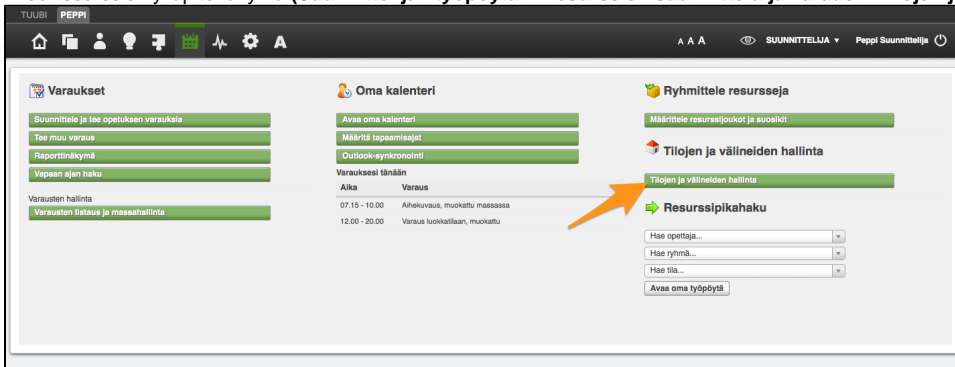 TUUBI PEPPI
A
A A A
SUUNNITTELIJA
Peppi Suunnittelija
Varaukset
Suunnittele ja tee opetuksen varauksia
Tee muu varaus
Raporttinäkymä
Vapaan ajan haku
Varausten hallinta
Varausten listaus ja massahallinta
Oma kalenteri
Avaa oma kalenteri
Määritä tapaamisajat
Outlook-synkronointi
Varauksesi tänään
Aika Varaus
07.15 - 10.00 Aihekuvaus, muokattu massassa
12.00 - 20.00 Varaus luokkatilaan, muokattu
Ryhmittele resursseja
Määrittele resurssijoukot ja suosikit
Tilojen ja välineiden hallinta
Tilojen ja välineiden hallinta
Resurssipikahaku
Hae opettaja...
Hae ryhmä...
Hae tila...
Avaa oma työpöytä